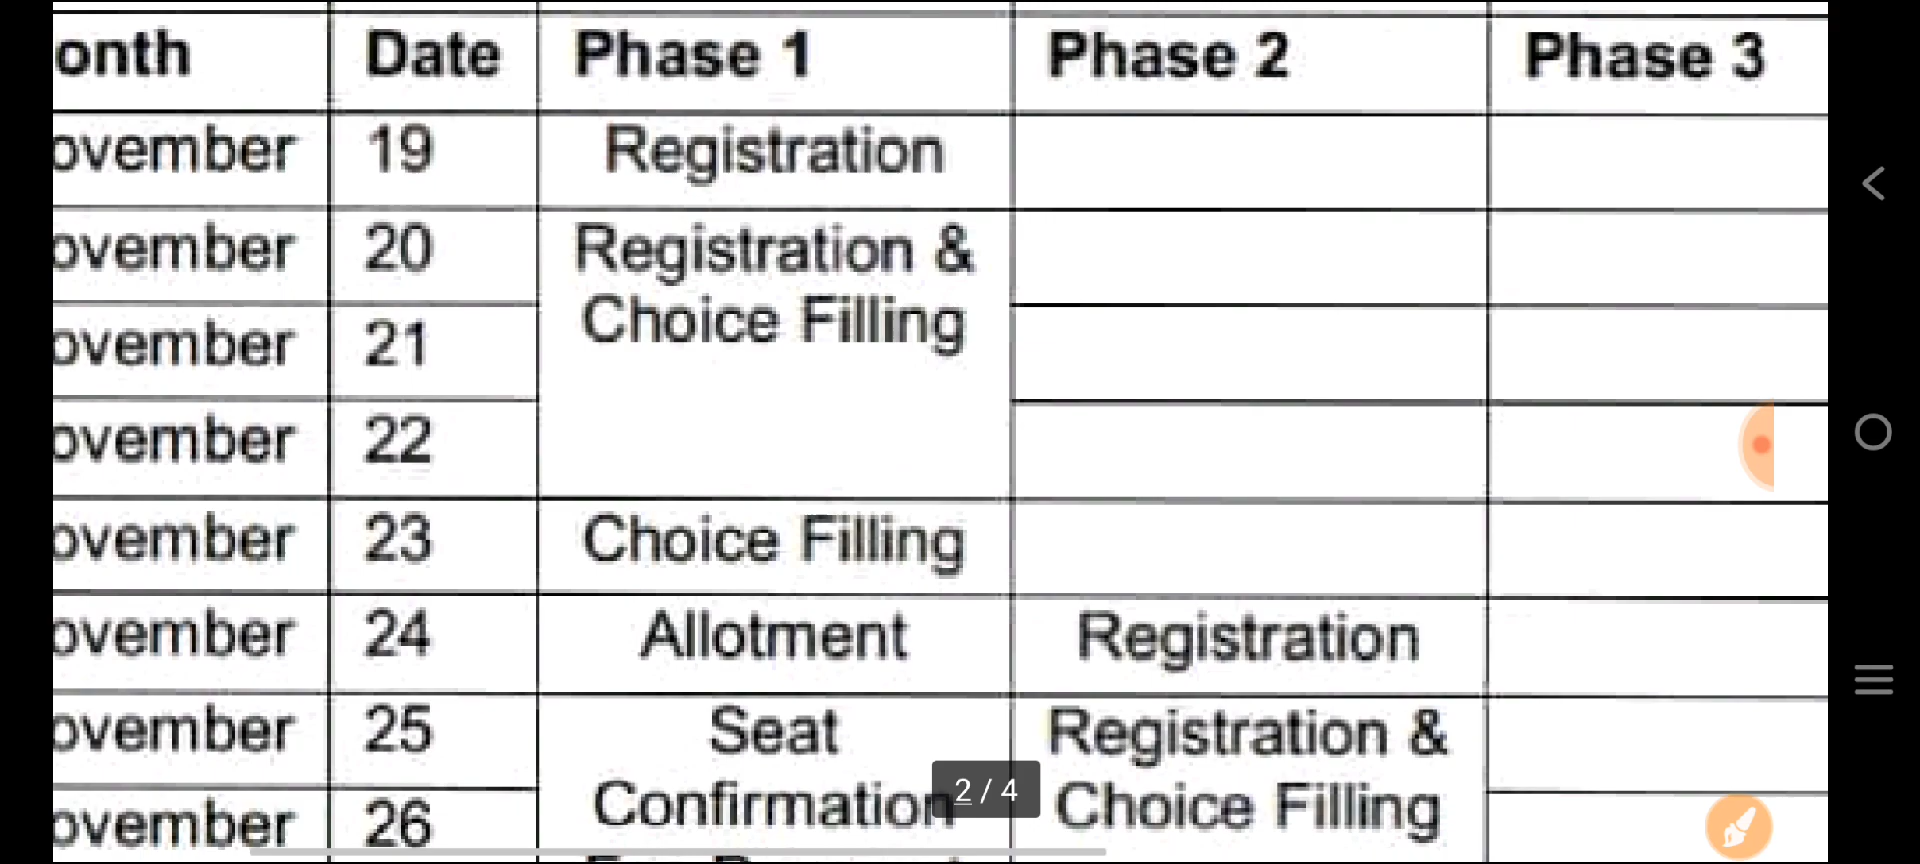 onth Date Phase 1 Phase 2 Phase 3
ovember 19 Registration
ovember 20 Registration &
Choice Filling
ovember 21
ovember 22
ovember 23 Choice Filling
ovember 24 Allotment Registration
ovember 25 Seat Registration &
Confirmation Choice Filling
2 / 4
ovember 26